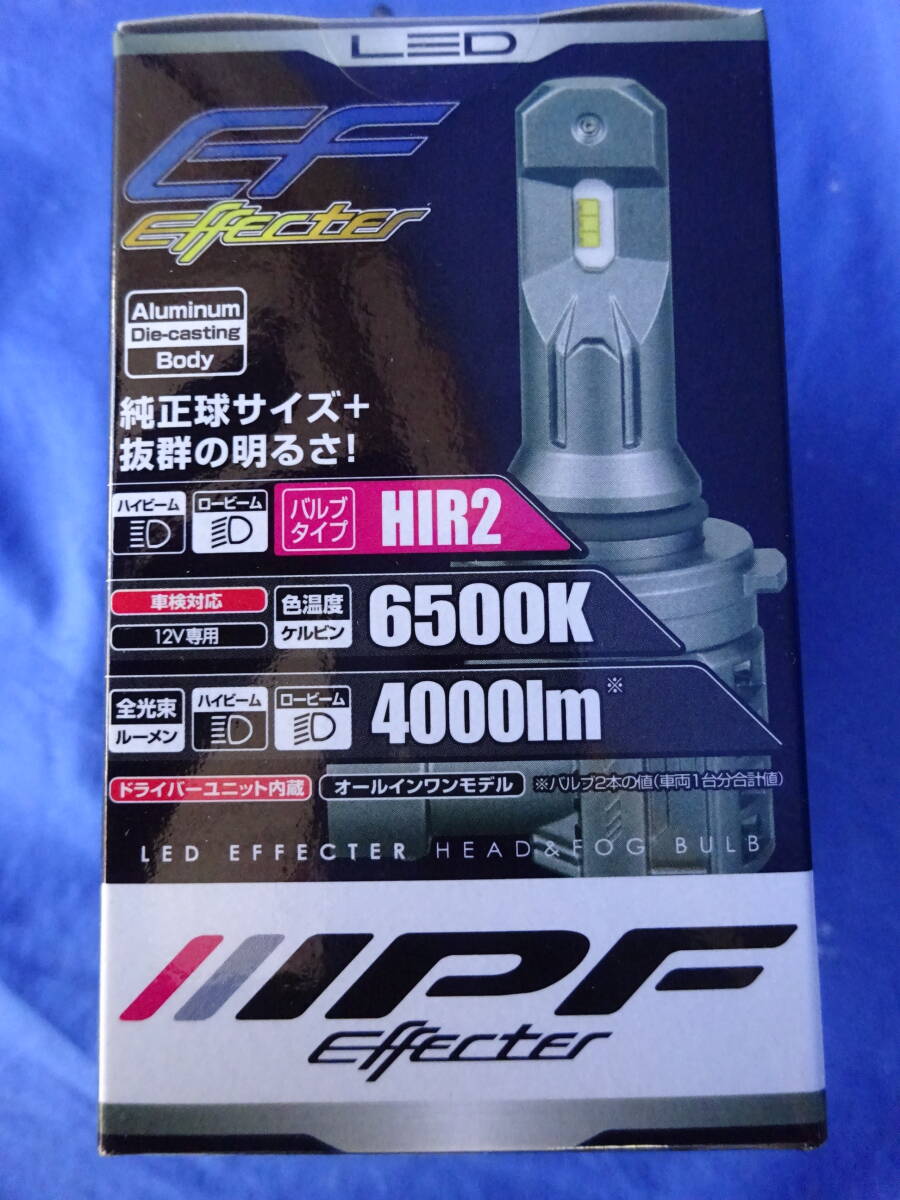 LED
EF
Effecter
Aluminum
Die-casting
Body
純正球サイズ+
抜群の明るさ!
ハイビーム ロービーム バルブタイプ HIR2
車検対応
12V専用
色温度
ケルビン
6500K
全光束
ルーメン
ハイビーム ロービーム 4000lm※
ドライバーユニット内蔵 オールインワンモデル ※バルブ2本の値(車両1台分合計値)
LED EFFECTER HEAD & FOG BULB
IPF
Effecter